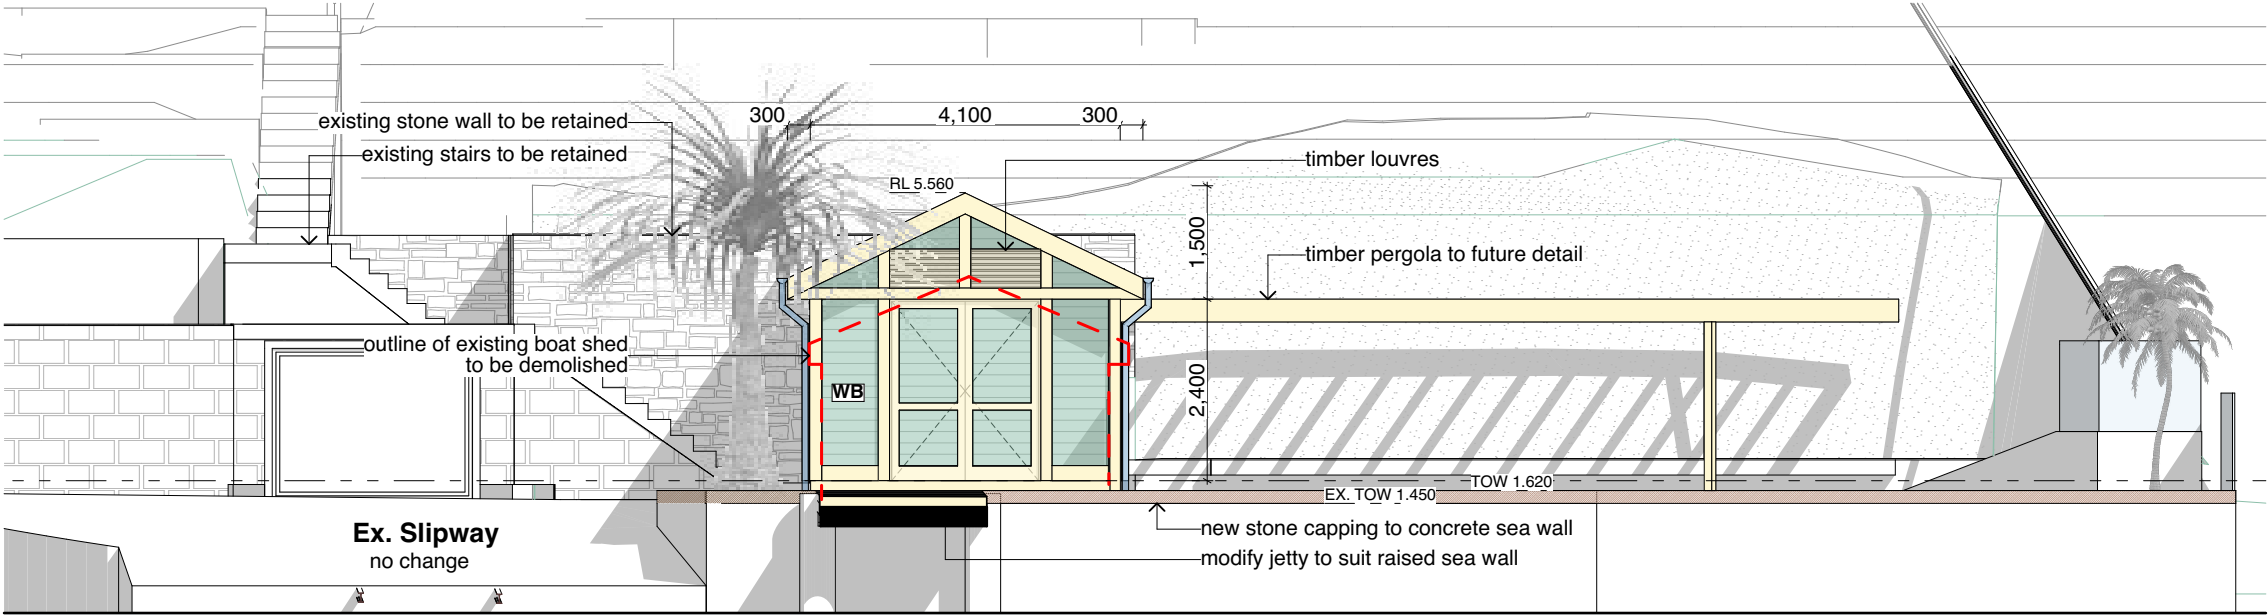 300
4,100
300
existing stone wall to be retained
existing stairs to be retained
timber louvres
RL 5.560
1,500
timber pergola to future detail
outline of existing boat shed
to be demolished
WB
2,400
TOW 1.620
EX. TOW 1.450
Ex. Slipway
no change
new stone capping to concrete sea wall
modify jetty to suit raised sea wall